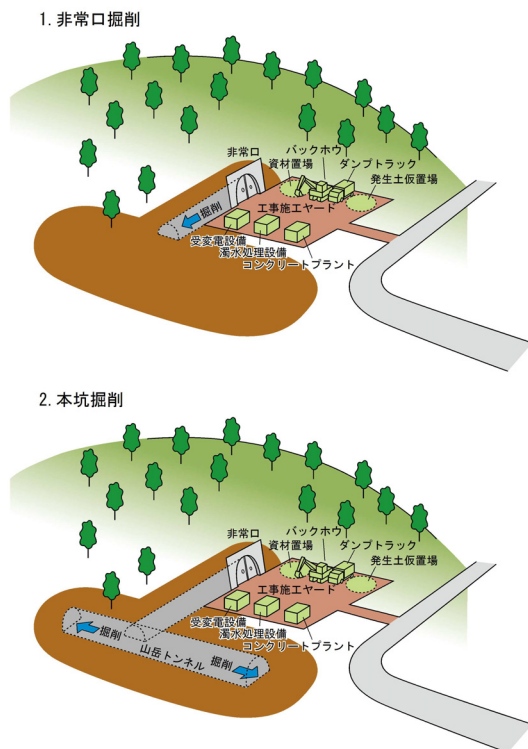 1. 非常口掘削
バックホウ
非常口
資材置場
ダンプトラック
発生土仮置場
掘削
工事施工ヤード
受変電設備
濁水処理設備
コンクリートプラント
2. 本坑掘削
バックホウ
非常口
資材置場
ダンプトラック
発生土仮置場
工事施工ヤード
受変電設備
濁水処理設備
コンクリートプラント
掘削
山岳トンネル
掘削